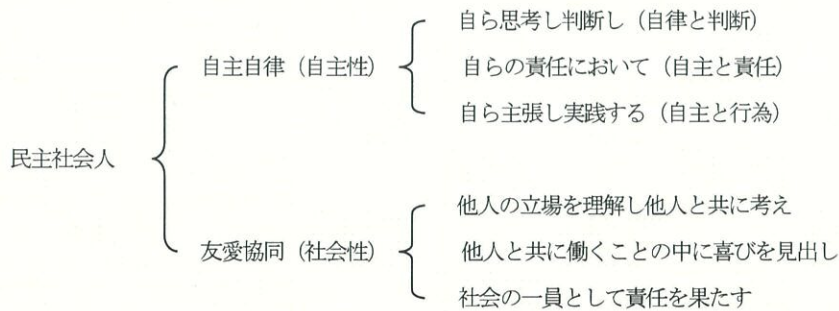 自ら思考し判断し（自律と判断）
自主自律（自主性）
自らの責任において（自主と責任）
自ら主張し実践する（自主と行為）
民主社会人
他人の立場を理解し他人と共に考え
友愛協同（社会性）
他人と共に働くことの中に喜びを見出し
社会の一員として責任を果たす